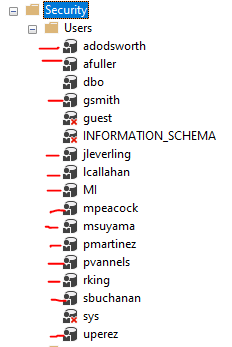 Security
Users
adodsworth
afuller
dbo
gsmith
guest
INFORMATION_SCHEMA
jleverling
lcallahan
MI
mpeacock
msuyama
pmartinez
pvannels
rking
sbuchanan
sys
uperez